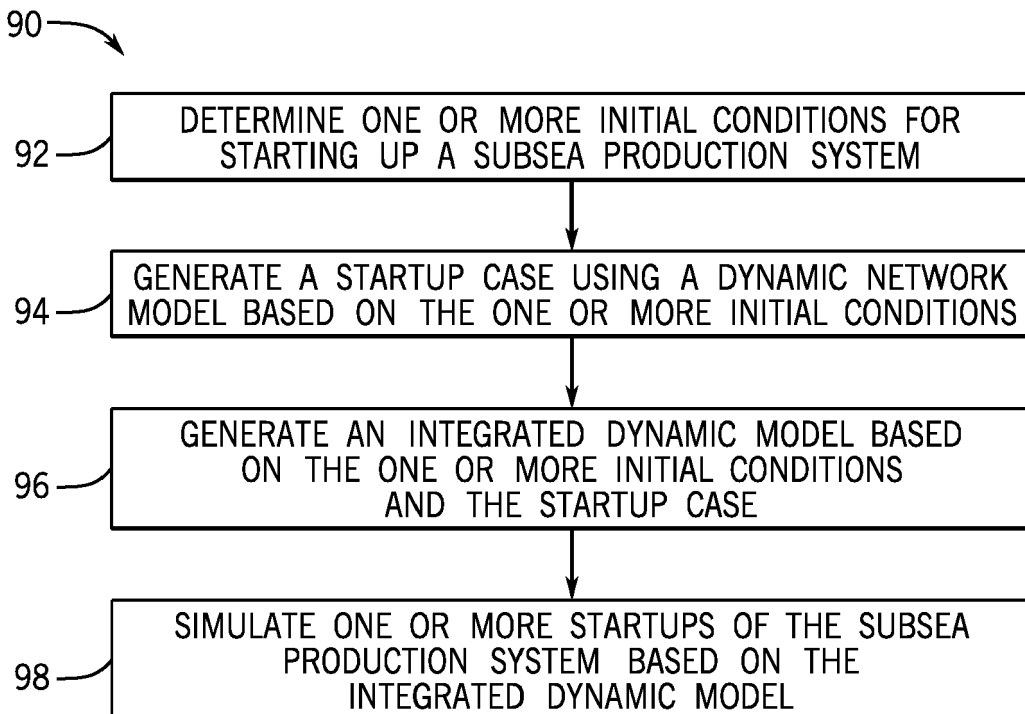 90
92
DETERMINE ONE OR MORE INITIAL CONDITIONS FOR
STARTING UP A SUBSEA PRODUCTION SYSTEM
94
GENERATE A STARTUP CASE USING A DYNAMIC NETWORK
MODEL BASED ON THE ONE OR MORE INITIAL CONDITIONS
96
GENERATE AN INTEGRATED DYNAMIC MODEL BASED
ON THE ONE OR MORE INITIAL CONDITIONS
AND THE STARTUP CASE
98
SIMULATE ONE OR MORE STARTUPS OF THE SUBSEA
PRODUCTION SYSTEM BASED ON THE
INTEGRATED DYNAMIC MODEL